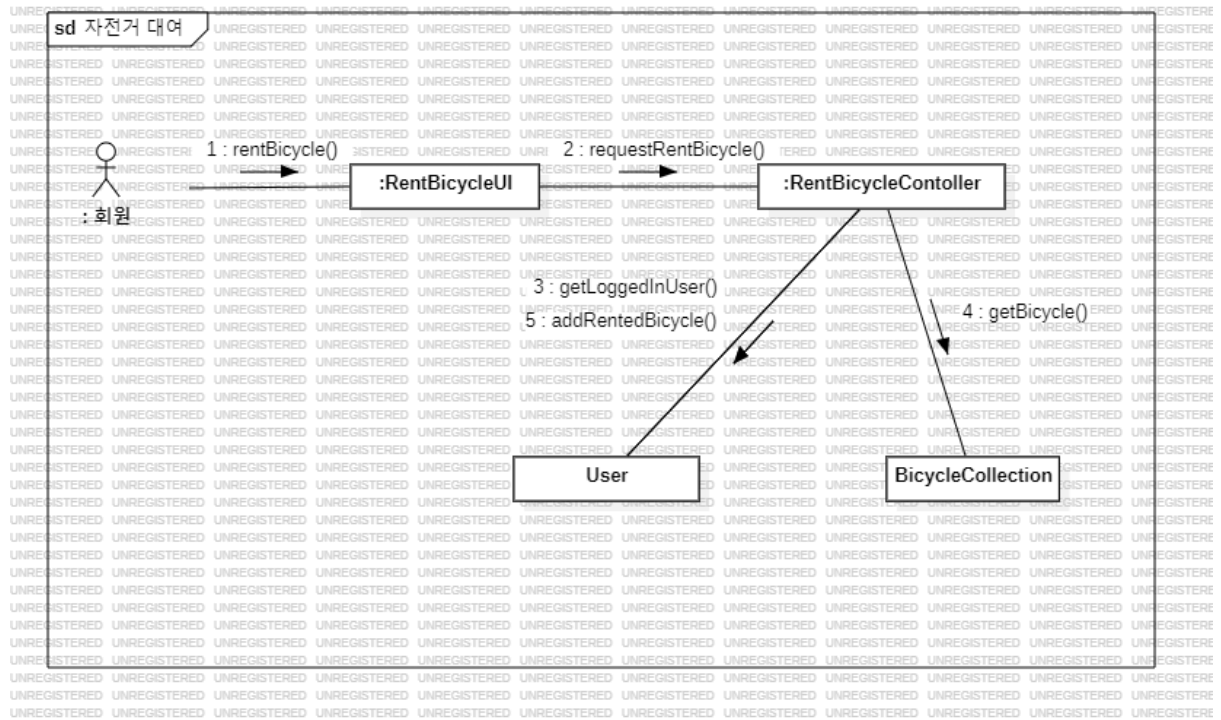 sd 자전거 대여
1 : rentBicycle()
2 : requestRentBicycle()
:RentBicycleUI
:RentBicycleContoller
: 회원
3 : getLoggedInUser()
5 : addRentedBicycle()
4 : getBicycle()
User
BicycleCollection
UNREGISTERED